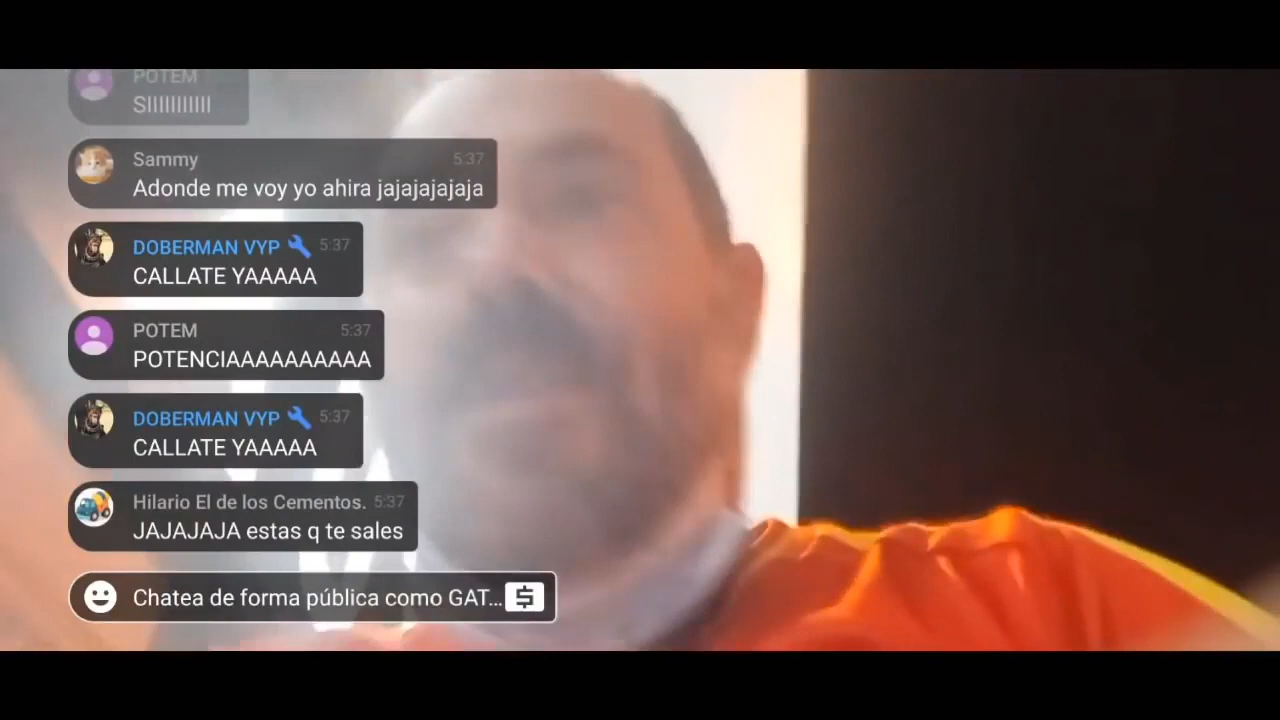 POTEM
SIIIIIIIIII
Sammy 5:37
Adonde me voy yo ahira jajajajajaja
DOBERMAN VYP 5:37
CALLATE YAAAAA
POTEM 5:37
POTENCIAAAAAAAAAA
DOBERMAN VYP 5:37
CALLATE YAAAAA
Hilario El de los Cementos. 5:37
JAJAJAJA estas q te sales
Chatea de forma pública como GAT...